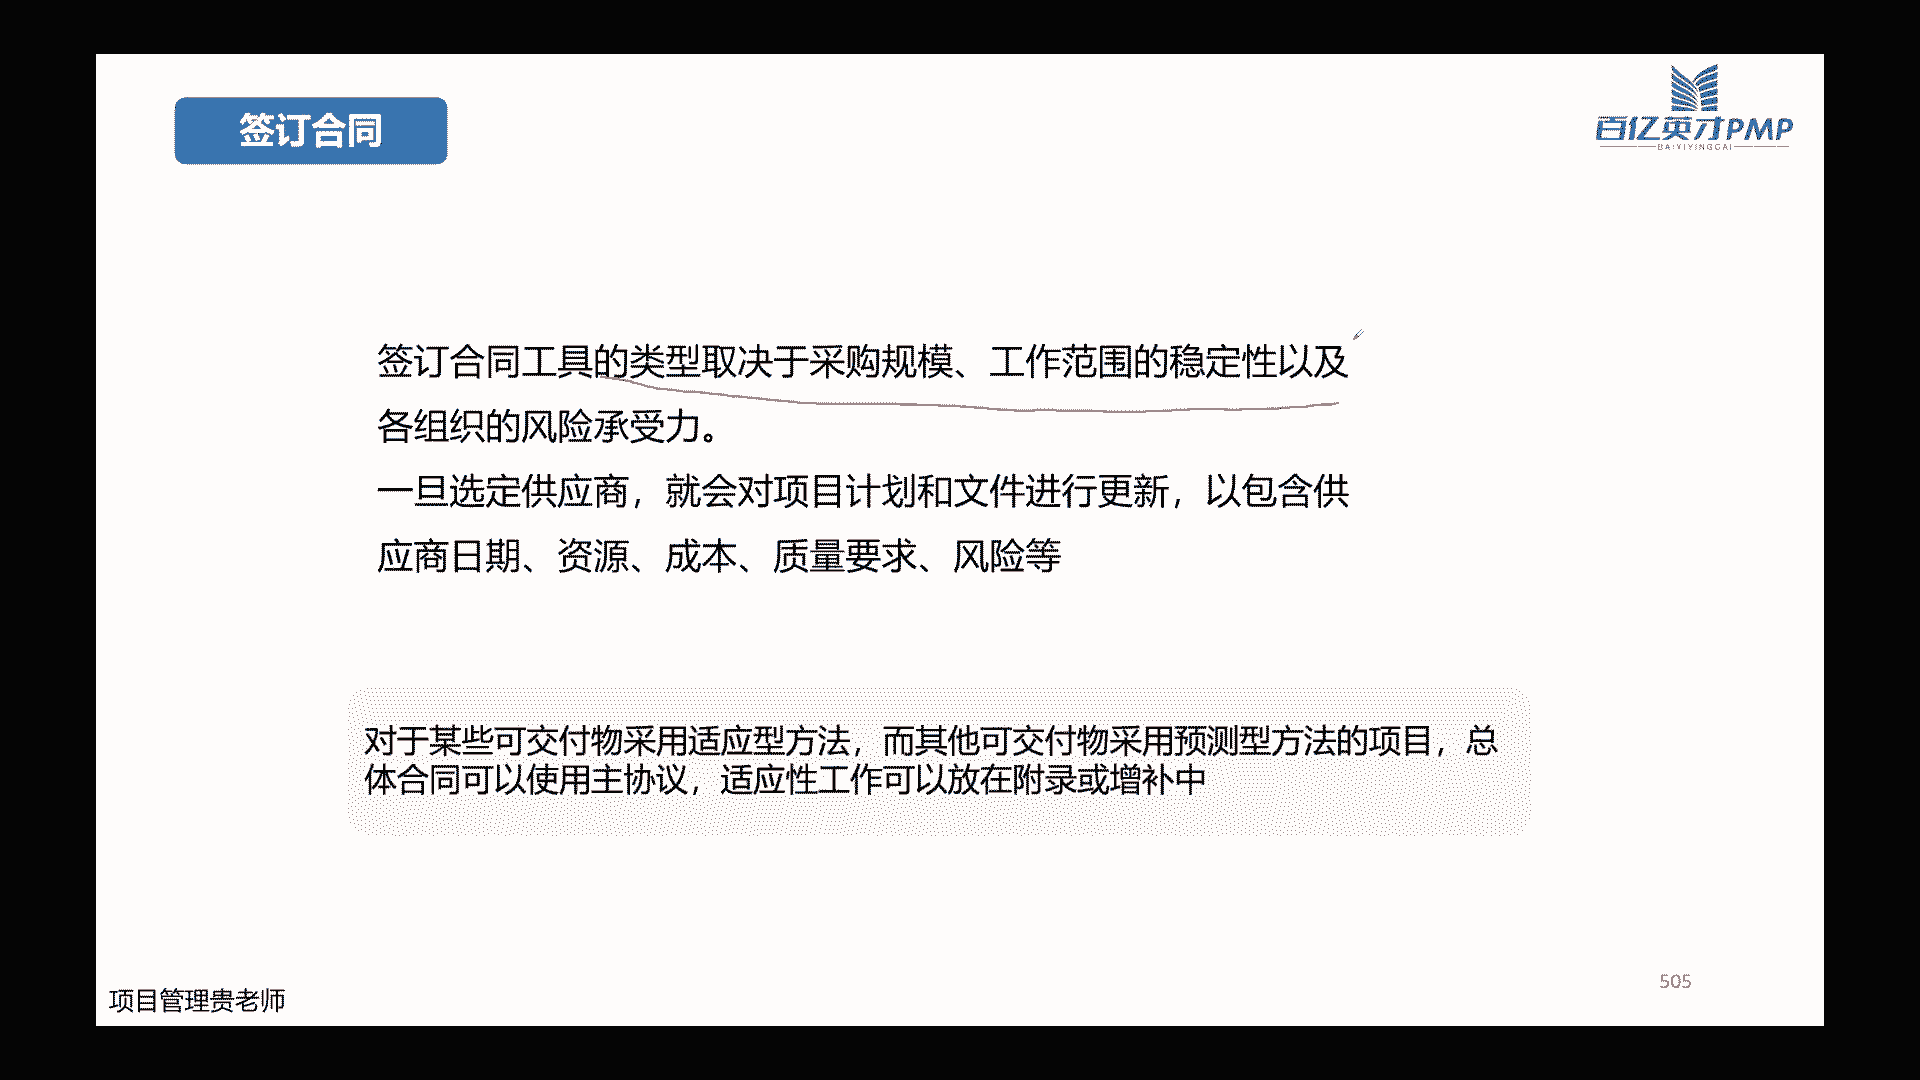 签订合同
百亿英才PMP
BAIYIYINGCAI
签订合同工具的类型取决于采购规模、工作范围的稳定性以及
各组织的风险承受力。
一旦选定供应商，就会对项目计划和文件进行更新，以包含供
应商日期、资源、成本、质量要求、风险等
对于某些可交付物采用适应型方法，而其他可交付物采用预测型方法的项目，总
体合同可以使用主协议，适应性工作可以放在附录或增补中
505
项目管理贵老师